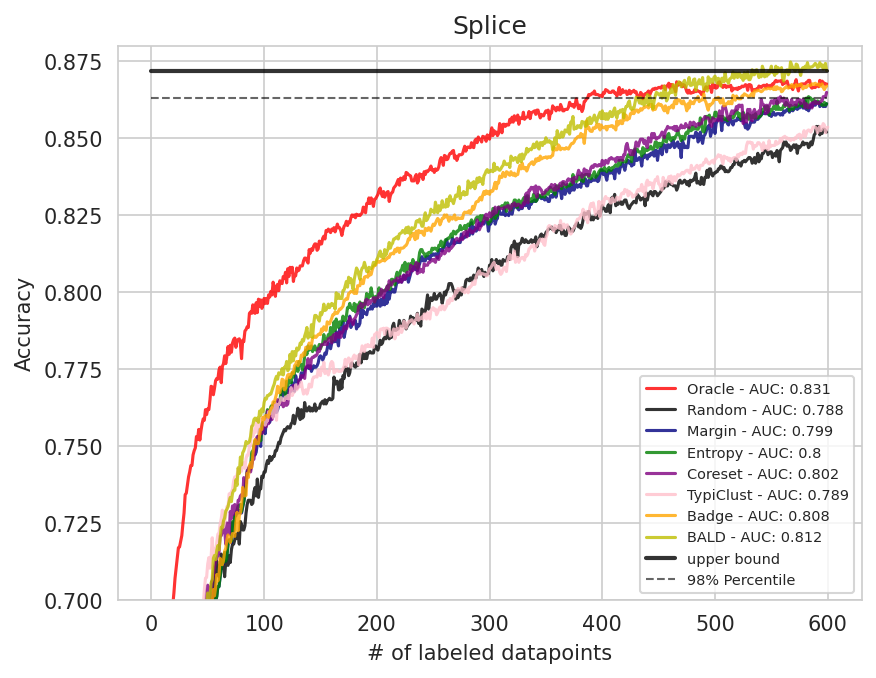 Splice
0.875
0.850
0.825
0.800
0.775
0.750
0.725
0.700
Accuracy
0 100 200 300 400 500 600
# of labeled datapoints
Oracle - AUC: 0.831
Random - AUC: 0.788
Margin - AUC: 0.799
Entropy - AUC: 0.8
Coreset - AUC: 0.802
TypiClust - AUC: 0.789
Badge - AUC: 0.808
BALD - AUC: 0.812
upper bound
98% Percentile